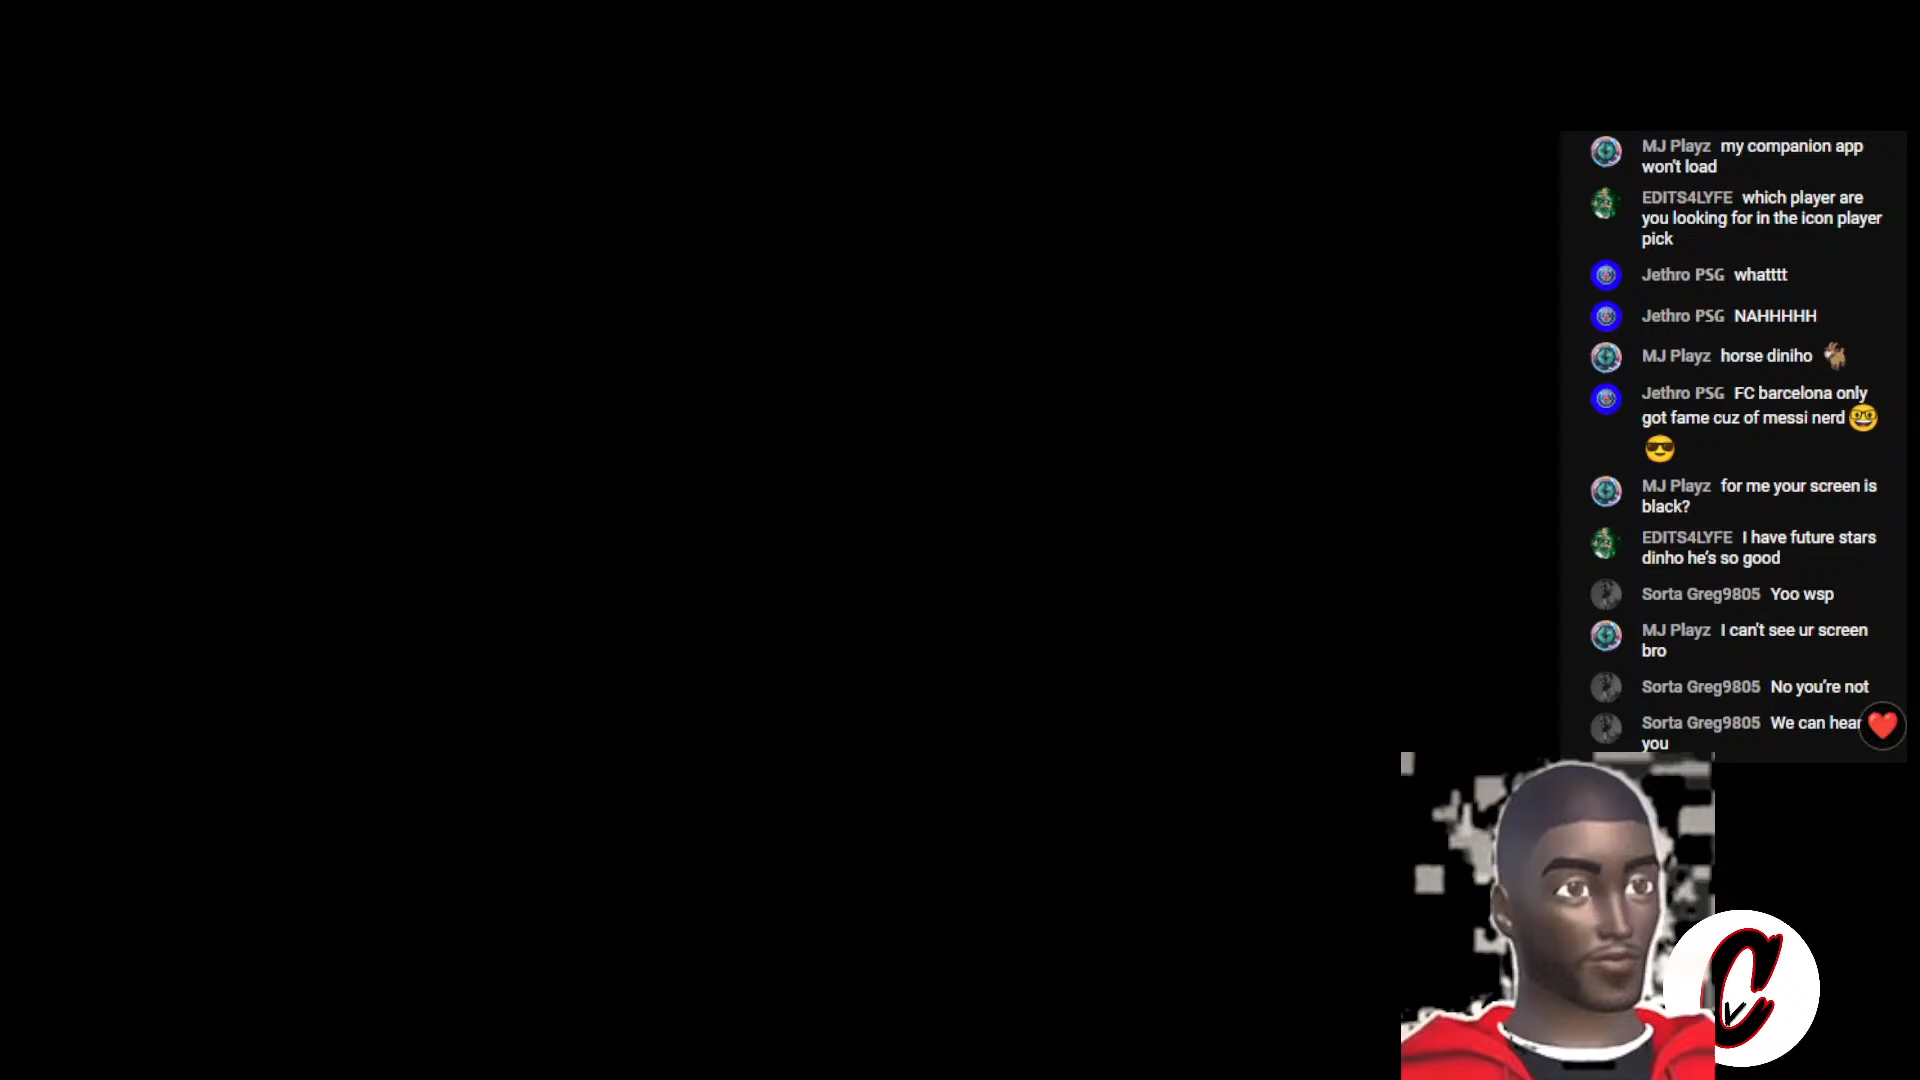 MJ Playz my companion app
won't load
EDITS4LYFE which player are
you looking for in the icon player
pick
Jethro PSG whatttt
Jethro PSG NAHHHHH
MJ Playz horse diniho
Jethro PSG FC barcelona only
got fame cuz of messi nerd
MJ Playz for me your screen is
black?
EDITS4LYFE I have future stars
dinho he's so good
Sorta Greg9805 Yoo wsp
MJ Playz I can't see ur screen
bro
Sorta Greg9805 No you're not
Sorta Greg9805 We can hear
you
C